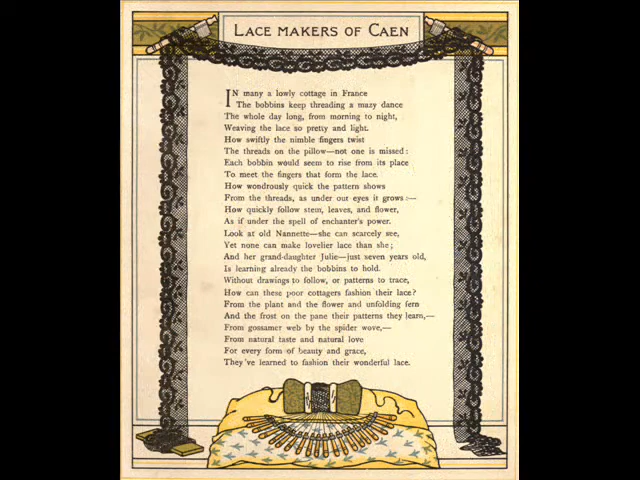 LACE MAKERS OF CAEN
IN many a lowly cottage in France
The bobbins keep threading a mazy dance
The whole day long, from morning to night,
Weaving the lace so pretty and light.
How swiftly the nimble fingers twist
The threads on the pillow—not one is missed:
Each bobbin would seem to rise from its place
To meet the fingers that form the lace.
How wondrously quick the pattern shows
From the threads, as under our eyes it grows:—
How quickly follow stem, leaves, and flower,
As if under the spell of enchanter's power.
Look at old Nannette—she can scarcely see,
Yet none can make lovelier lace than she;
And her grand-daughter Julie—just seven years old,
Is learning already the bobbins to hold.
Without drawings to follow, or patterns to trace,
How can these poor cottagers fashion their lace?
From the plant and the flower and unfolding fern
And the frost on the pane their patterns they learn,—
From gossamer web by the spider wove,—
From natural taste and natural love
For every form of beauty and grace,
They've learned to fashion their wonderful lace.